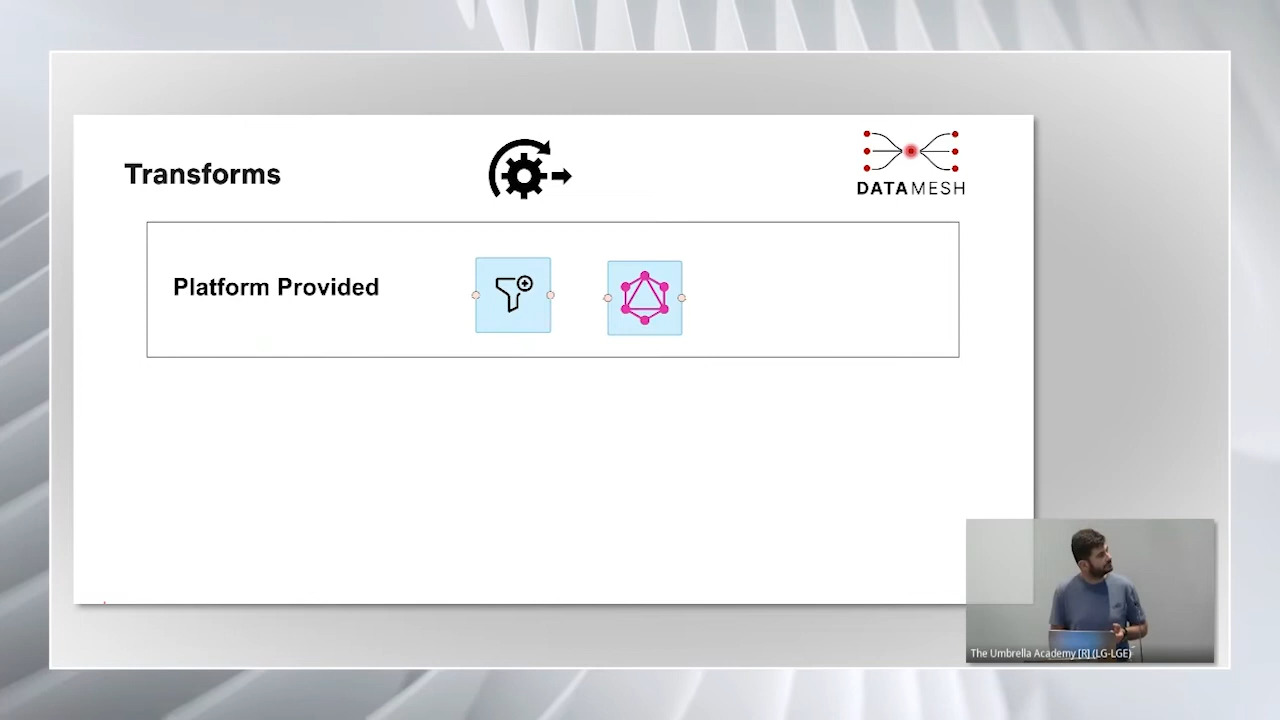 Transforms
DATAMESH
Platform Provided
The Umbrella Academy [R] (LG-LGE)